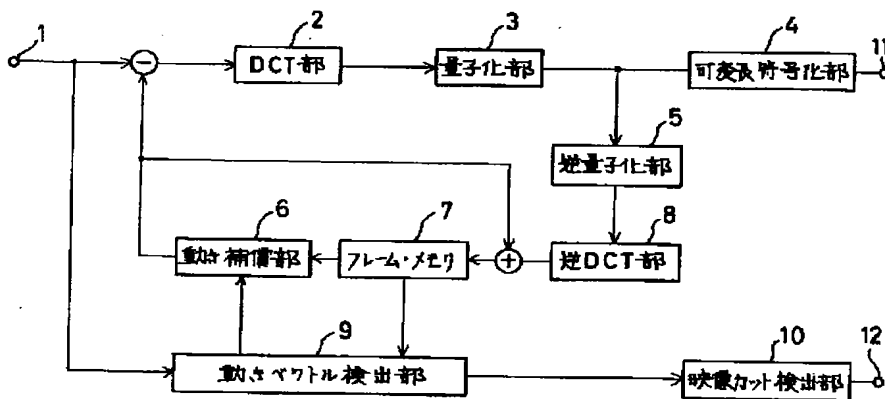 1
2
3
4
11
DCT部
量子化部
可変長符号化部
5
逆量子化部
6
7
8
動き補償部
フレーム・メモリ
逆DCT部
9
10
12
動きベクトル検出部
映像カット検出部